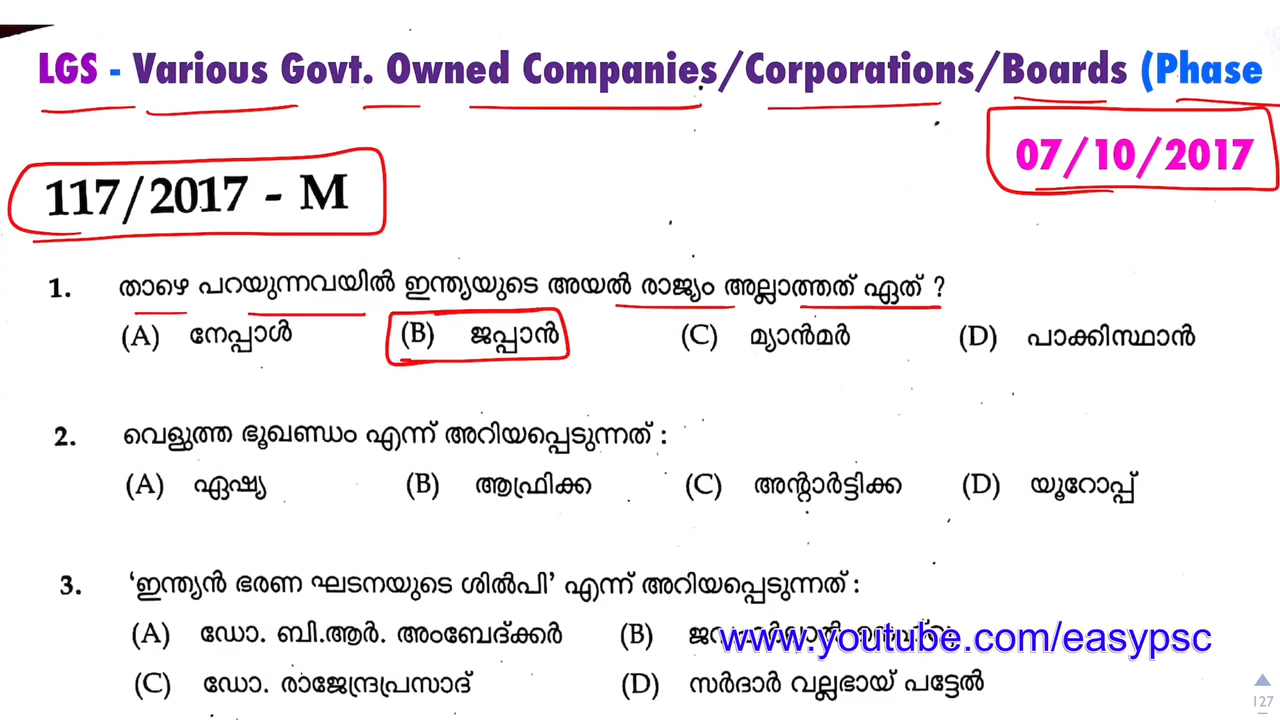 LGS - Various Govt. Owned Companies/Corporations/Boards (Phase
07/10/2017
117/2017 - M
1. താഴെ പറയുന്നവയിൽ ഇന്ത്യയുടെ അയൽ രാജ്യം അല്ലാത്തത് ഏത് ?
(A) നേപ്പാൾ (B) ജപ്പാൻ (C) മ്യാൻമർ (D) പാക്കിസ്ഥാൻ
2. വെളുത്ത ഭൂഖണ്ഡം എന്ന് അറിയപ്പെടുന്നത് :
(A) ഏഷ്യ (B) ആഫ്രിക്ക (C) അന്റാർട്ടിക്ക (D) യൂറോപ്പ്
3. ‘ഇന്ത്യൻ ഭരണ ഘടനയുടെ ശിൽപി’ എന്ന് അറിയപ്പെടുന്നത് :
(A) ഡോ. ബി.ആർ. അംബേദ്ക്കർ (B)
www.youtube.com/easypsc
(C) ഡോ. രാജേന്ദ്രപ്രസാദ് (D) സർദാർ വല്ലഭായ് പട്ടേൽ
127